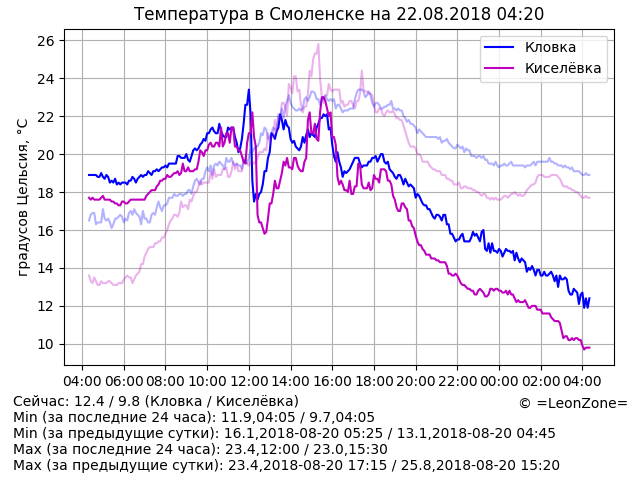 Температура в Смоленске на 22.08.2018 04:20
Кловка
Киселёвка
градусов Цельсия, °C
26
24
22
20
18
16
14
12
10
04:00 06:00 08:00 10:00 12:00 14:00 16:00 18:00 20:00 22:00 00:00 02:00 04:00
Сейчас: 12.4 / 9.8 (Кловка / Киселёвка)
© =LeonZone=
Min (за последние 24 часа): 11.9,04:05 / 9.7,04:05
Min (за предыдущие сутки): 16.1,2018-08-20 05:25 / 13.1,2018-08-20 04:45
Max (за последние 24 часа): 23.4,12:00 / 23.0,15:30
Max (за предыдущие сутки): 23.4,2018-08-20 17:15 / 25.8,2018-08-20 15:20